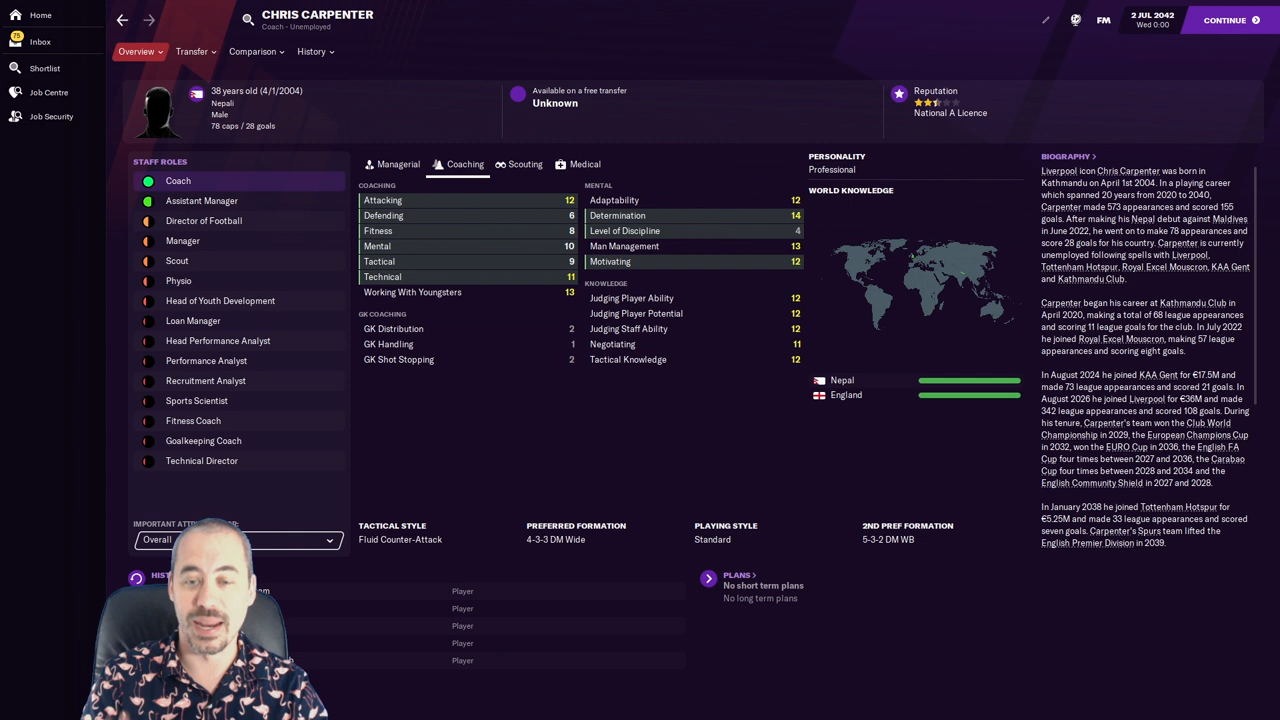 Home
75
Inbox
Shortlist
Job Centre
Job Security
CHRIS CARPENTER
Coach - Unemployed
FM
2 JUL 2042
Wed 0:00
CONTINUE
Overview
Transfer
Comparison
History
38 years old (4/1/2004)
Nepali
Male
78 caps / 28 goals
Available on a free transfer
Unknown
Reputation
National A Licence
STAFF ROLES
Coach
Assistant Manager
Director of Football
Manager
Scout
Physio
Head of Youth Development
Loan Manager
Head Performance Analyst
Performance Analyst
Recruitment Analyst
Sports Scientist
Fitness Coach
Goalkeeping Coach
Technical Director
Overall
Managerial
Coaching
Scouting
Medical
COACHING
Attacking 12
Defending 6
Fitness 8
Mental 10
Tactical 9
Technical 11
Working With Youngsters 13
GK COACHING
GK Distribution 2
GK Handling 1
GK Shot Stopping 2
MENTAL
Adaptability 12
Determination 14
Level of Discipline 4
Man Management 13
Motivating 12
KNOWLEDGE
Judging Player Ability 12
Judging Player Potential 12
Judging Staff Ability 12
Negotiating 11
Tactical Knowledge 12
PERSONALITY
Professional
WORLD KNOWLEDGE
Nepal
England
TACTICAL STYLE
Fluid Counter-Attack
PREFERRED FORMATION
4-3-3 DM Wide
PLAYING STYLE
Standard
2ND PREF FORMATION
5-3-2 DM WB
Player
Player
Player
Player
Player
PLANS >
No short term plans
No long term plans
BIOGRAPHY >
Liverpool icon Chris Carpenter was born in
Kathmandu on April 1st 2004. In a playing career
which spanned 20 years from 2020 to 2040,
Carpenter made 573 appearances and scored 155
goals. After making his Nepal debut against Maldives
in June 2022, he went on to make 78 appearances and
score 28 goals for his country. Carpenter is currently
unemployed following spells with Liverpool,
Tottenham Hotspur, Royal Excel Mouscron, KAA Gent
and Kathmandu Club.
Carpenter began his career at Kathmandu Club in
April 2020, making a total of 68 league appearances
and scoring 11 league goals for the club. In July 2022
he joined Royal Excel Mouscron, making 57 league
appearances and scoring eight goals.
In August 2024 he joined KAA Gent for €17.5M and
made 73 league appearances and scored 21 goals. In
August 2026 he joined Liverpool for €36M and made
342 league appearances and scored 108 goals. During
his tenure, Carpenter's team won the Club World
Championship in 2029, the European Champions Cup
in 2032, won the EURO Cup in 2036, the English FA
Cup four times between 2027 and 2036, the Carabao
Cup four times between 2028 and 2034 and the
English Community Shield in 2027 and 2028.
In January 2038 he joined Tottenham Hotspur for
€5.25M and made 33 league appearances and scored
seven goals. Carpenter's Spurs team lifted the
English Premier Division in 2039.